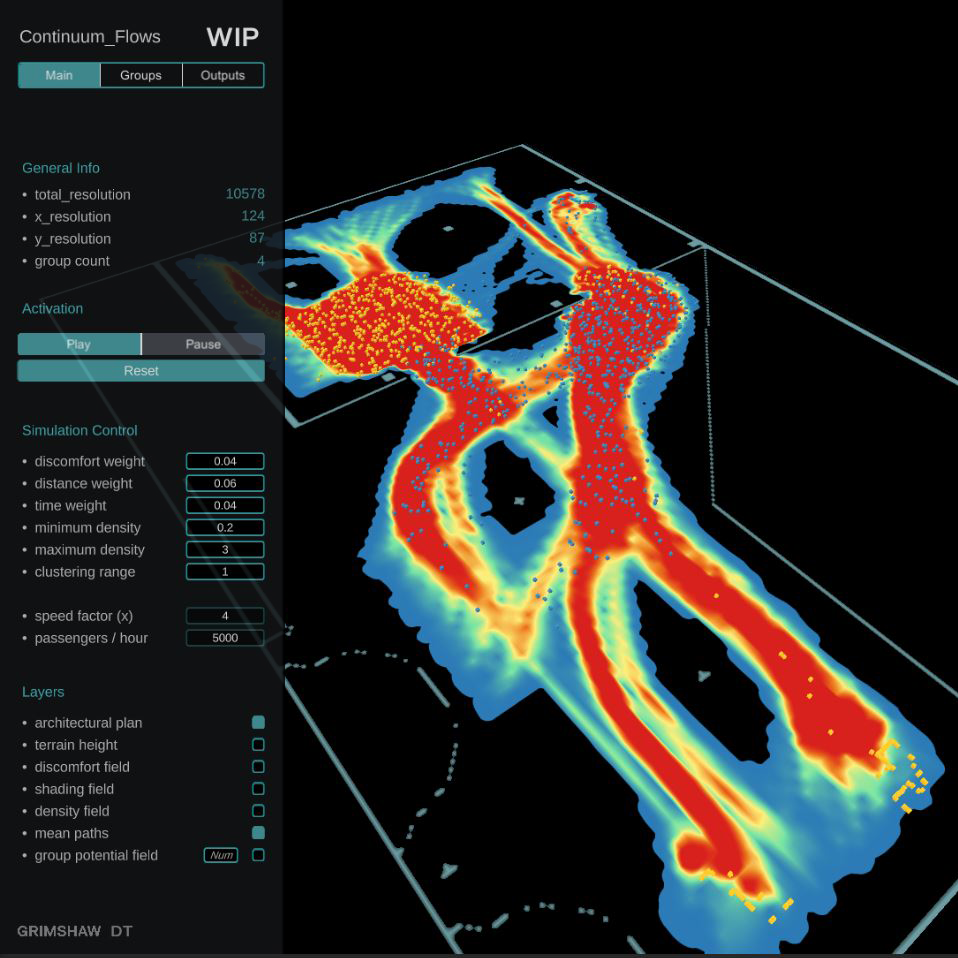 Continuum_Flows WIP
Main Groups Outputs
General Info
• total_resolution 10578
• x_resolution 124
• y_resolution 87
• group count 4
Activation
Play Pause
Reset
Simulation Control
• discomfort weight 0.04
• distance weight 0.06
• time weight 0.04
• minimum density 0.2
• maximum density 3
• clustering range 1
• speed factor (x) 4
• passengers / hour 5000
Layers
• architectural plan
• terrain height
• discomfort field
• shading field
• density field
• mean paths
• group potential field Num
GRIMSHAW DT